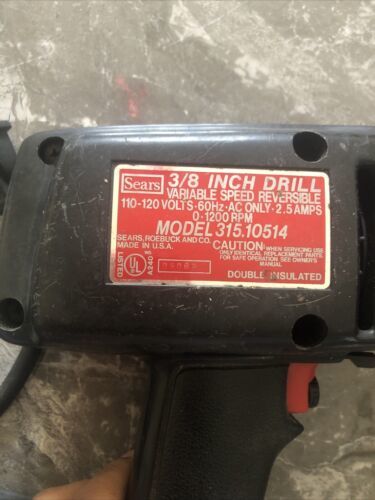 Sears 3/8 INCH DRILL
VARIABLE SPEED REVERSIBLE
110-120 VOLTS·60Hz·AC ONLY·2.5 AMPS
0-1200 RPM
MODEL 315.10514
SEARS, ROEBUCK AND CO.
MADE IN U.S.A.
CAUTION WHEN SERVICING USE
ONLY IDENTICAL REPLACEMENT PARTS.
FOR SAFE OPERATION SEE OWNER'S
MANUAL.
LISTED UL A240
DOUBLE INSULATED